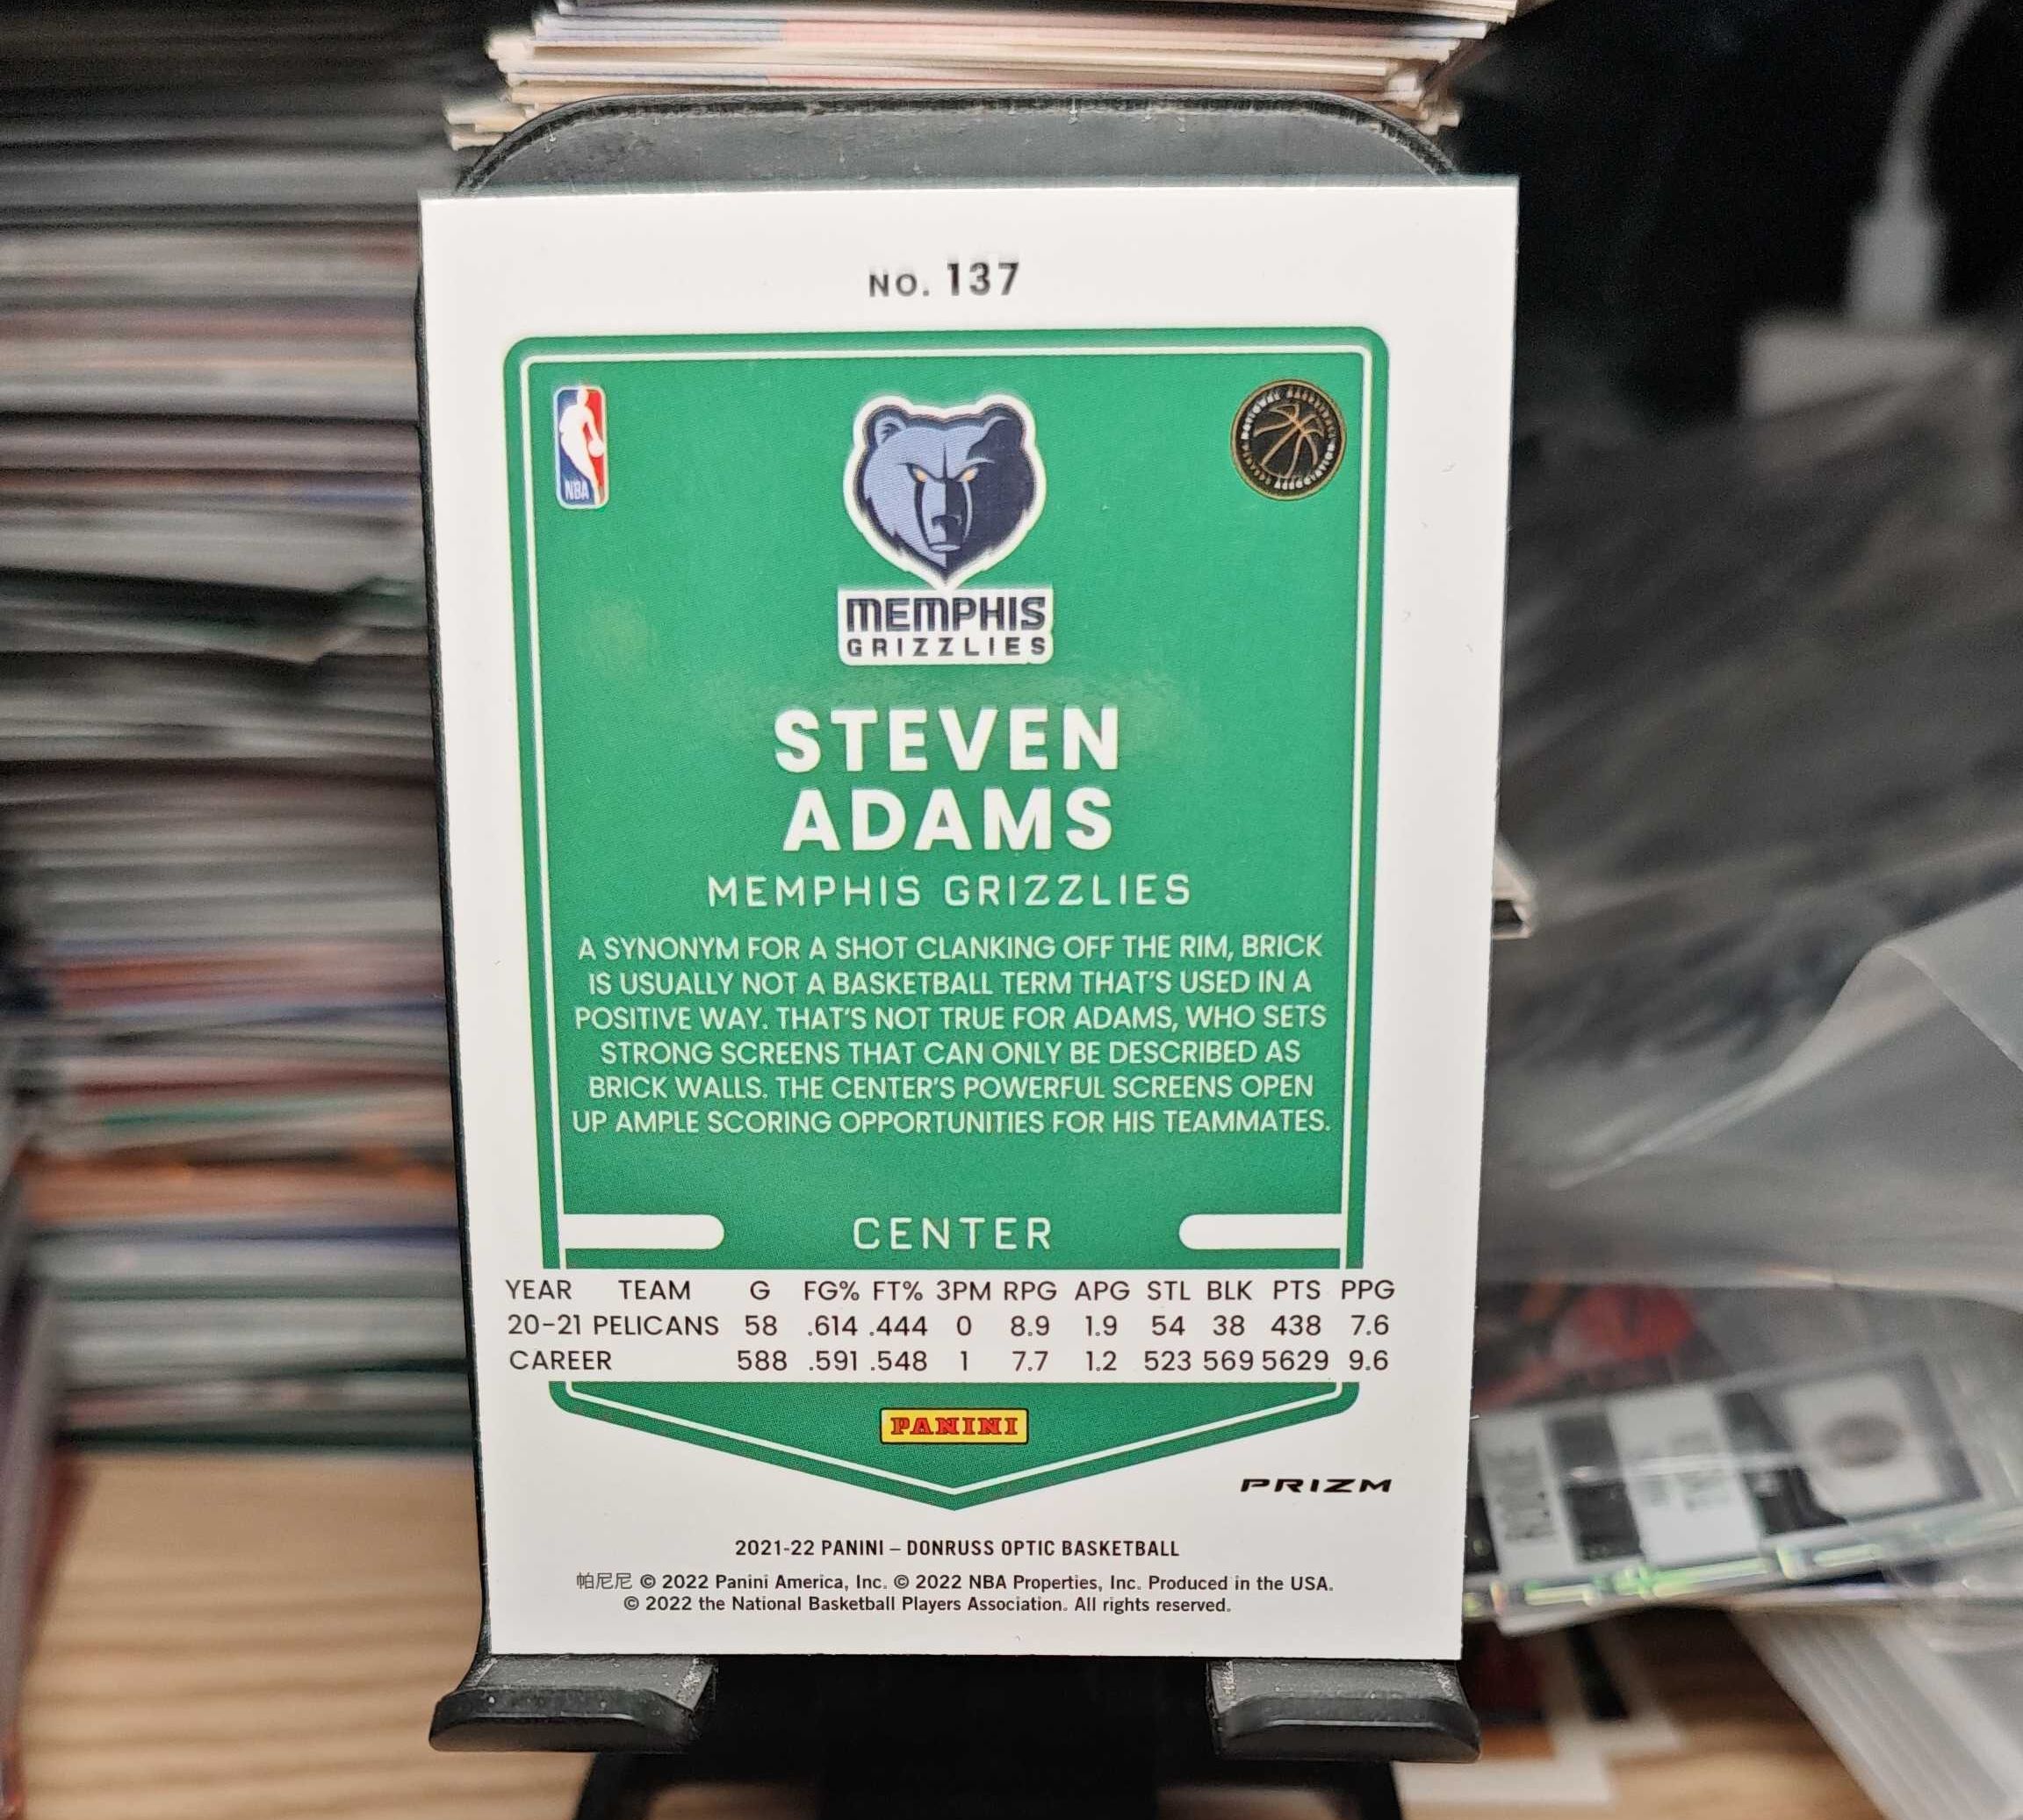 NO. 137
NBA
MEMPHIS
GRIZZLIES
STEVEN
ADAMS
MEMPHIS GRIZZLIES
A SYNONYM FOR A SHOT CLANKING OFF THE RIM, BRICK
IS USUALLY NOT A BASKETBALL TERM THAT'S USED IN A
POSITIVE WAY. THAT'S NOT TRUE FOR ADAMS, WHO SETS
STRONG SCREENS THAT CAN ONLY BE DESCRIBED AS
BRICK WALLS. THE CENTER'S POWERFUL SCREENS OPEN
UP AMPLE SCORING OPPORTUNITIES FOR HIS TEAMMATES.
CENTER
YEAR TEAM G FG% FT% 3PM RPG APG STL BLK PTS PPG
20-21 PELICANS 58 .614 .444 0 8.9 1.9 54 38 438 7.6
CAREER 588 .591 .548 1 7.7 1.2 523 569 5629 9.6
PANINI
PRIZM
2021-22 PANINI – DONRUSS OPTIC BASKETBALL
帕尼尼 © 2022 Panini America, Inc. © 2022 NBA Properties, Inc. Produced in the USA.
© 2022 the National Basketball Players Association. All rights reserved.